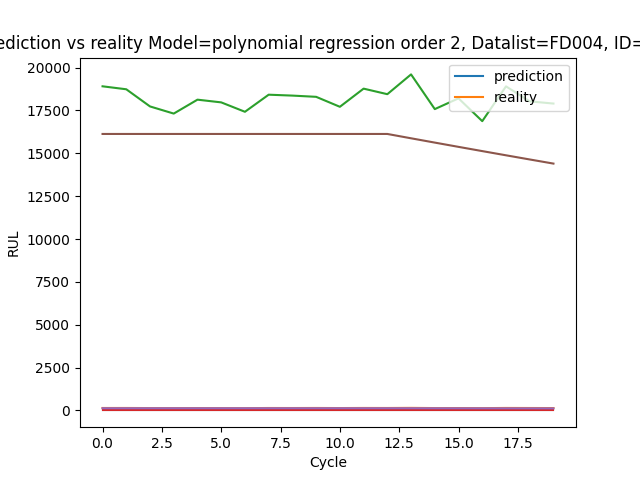 ediction vs reality Model=polynomial regression order 2, Datalist=FD004, ID=
20000
17500
15000
12500
10000
7500
5000
2500
0
RUL
prediction
reality
0.0 2.5 5.0 7.5 10.0 12.5 15.0 17.5
Cycle